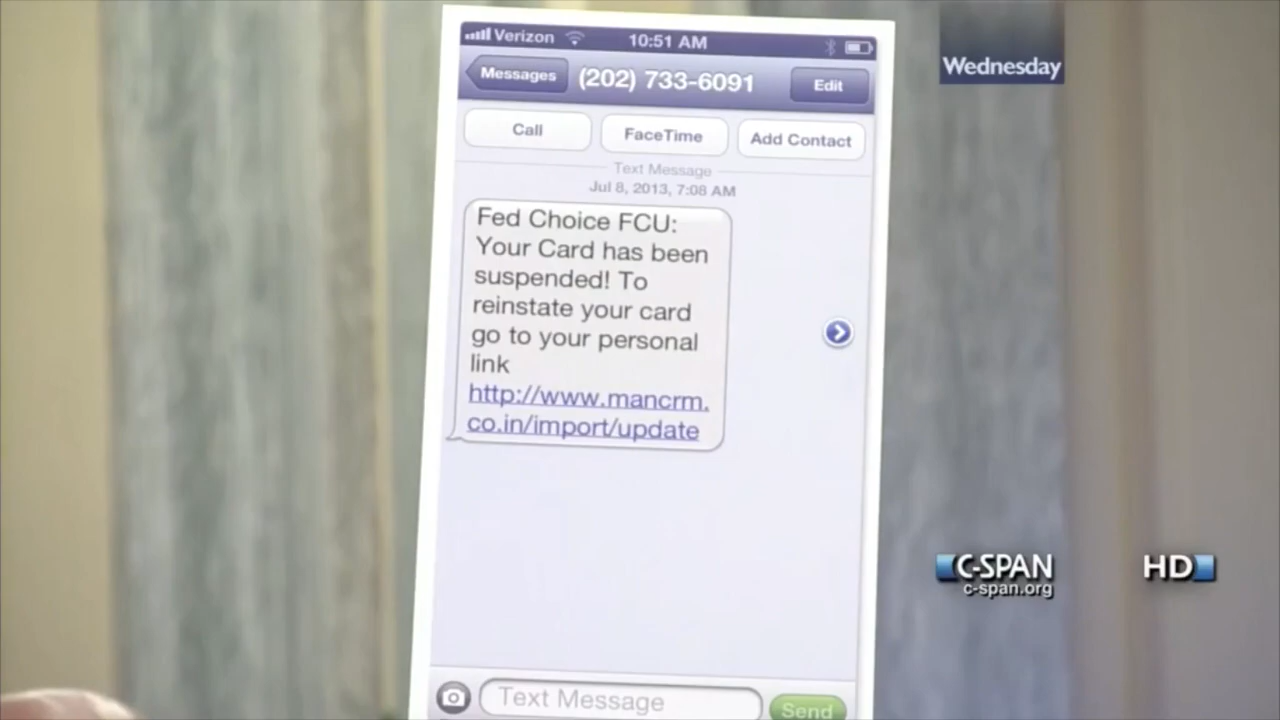 Verizon
10:51 AM
Wednesday
Messages
(202) 733-6091
Edit
Call
FaceTime
Add Contact
Text Message
Jul 8, 2013, 7:08 AM
Fed Choice FCU:
Your Card has been
suspended! To
reinstate your card
go to your personal
link
http://www.mancrm.
co.in/import/update
C-SPAN
c-span.org
HD
Text Message
Send